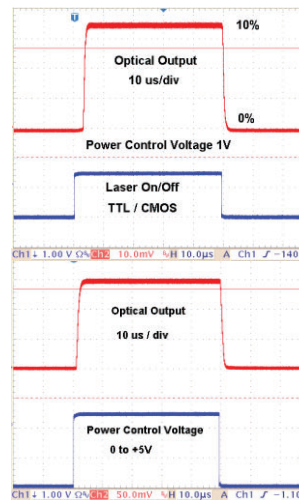 T
10%
Optical Output
10 us/div
0%
Power Control Voltage 1V
Laser On/Off
TTL / CMOS
Ch1↓ 1.00 V Ω% Ch2 10.0mV %H 10.0μs A Ch1 ʃ -140
Optical Output
10 us / div
Power Control Voltage
0 to +5V
Ch1↓ 1.00 V Ω% Ch2 50.0mV %H 10.0μs A Ch1 ʃ -1.10